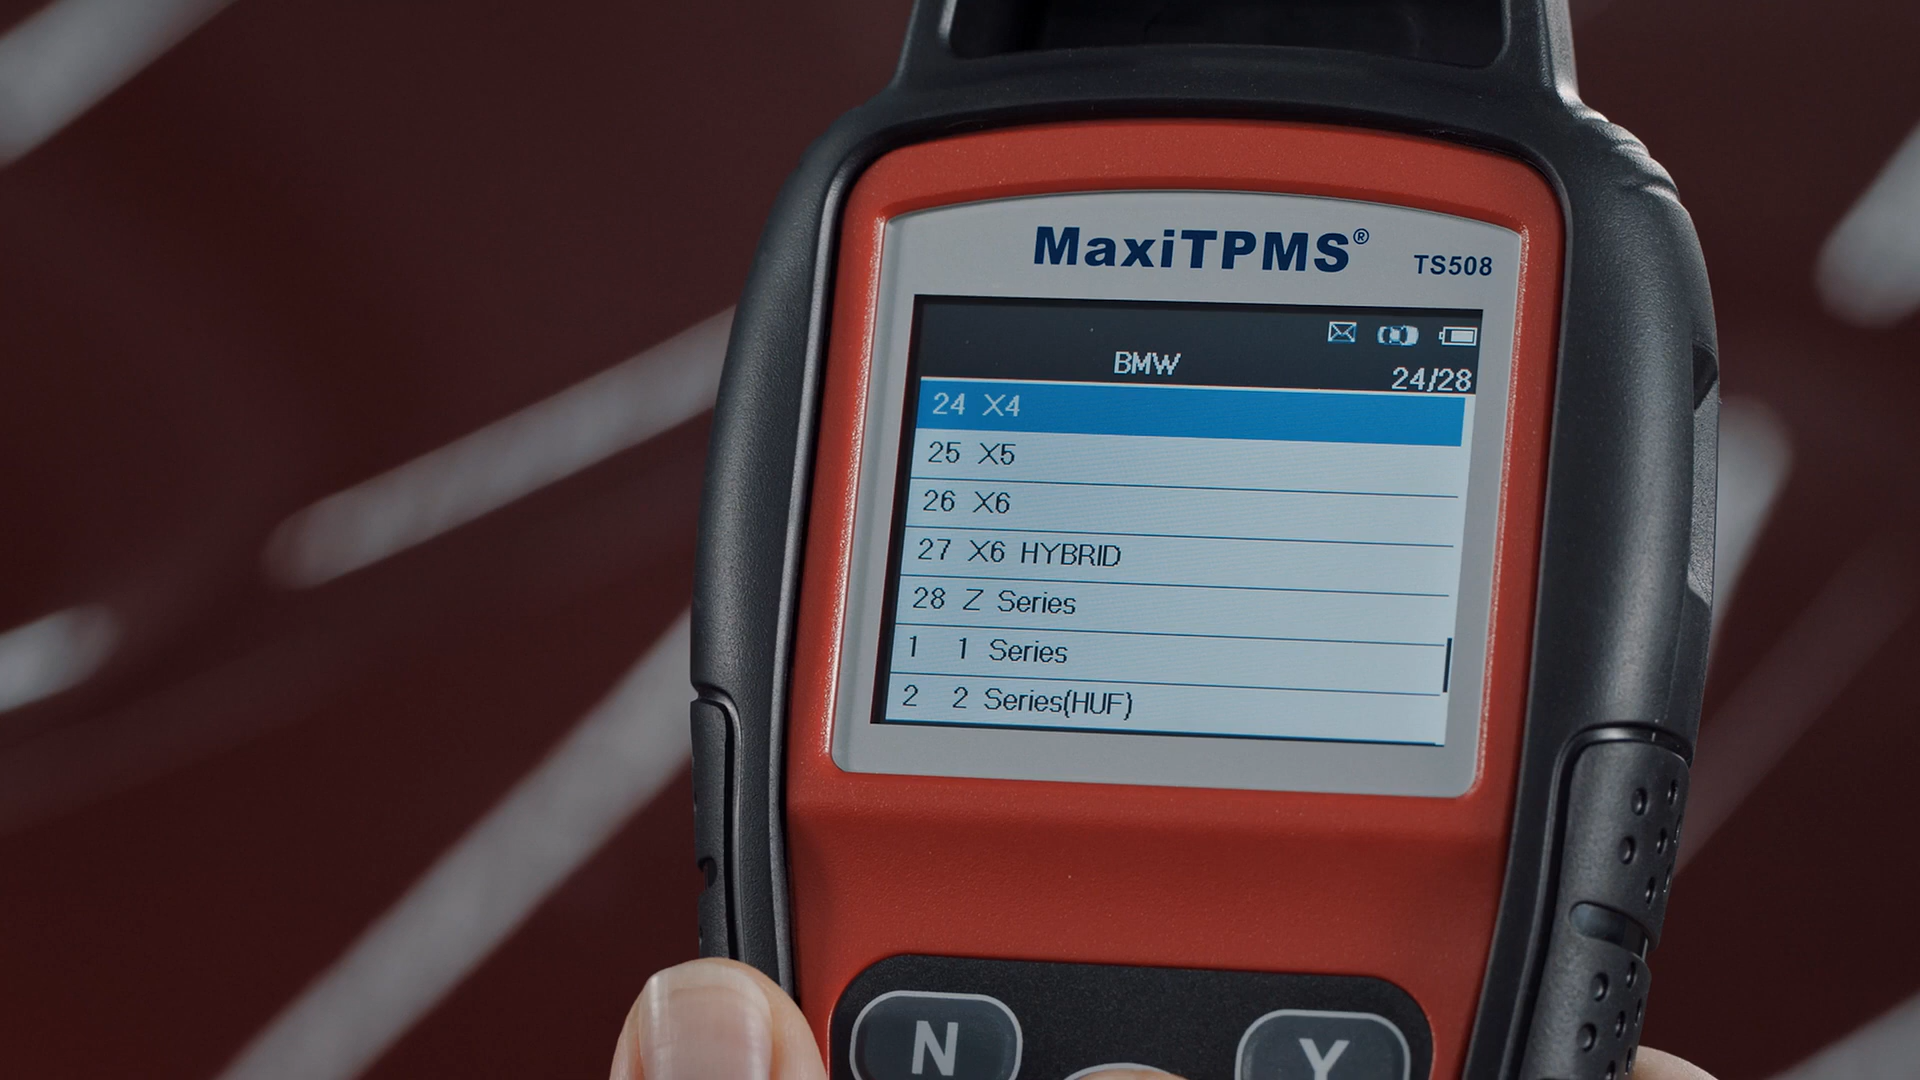 MaxiTPMS® TS508
BMW 24/28
24 X4
25 X5
26 X6
27 X6 HYBRID
28 Z Series
1 1 Series
2 2 Series(HUF)
N Y